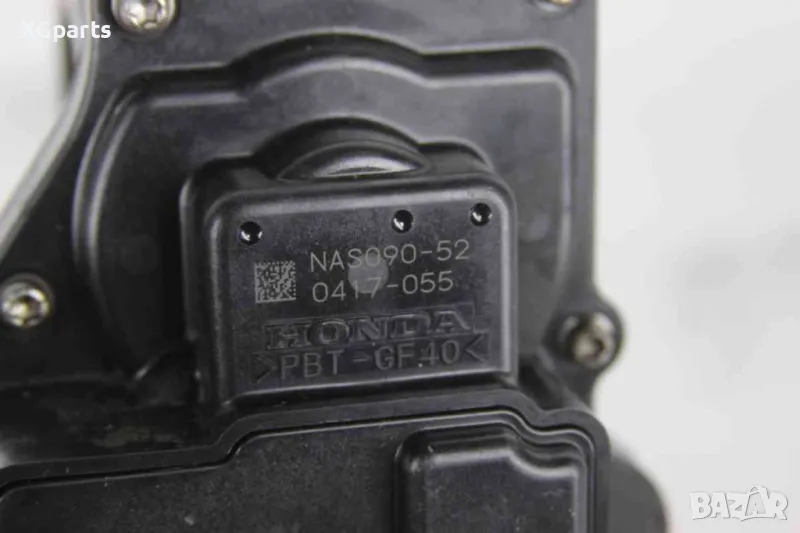 XGparts
NAS090-52
0417-055
HONDA
>PBT-GF40<
BAZAR